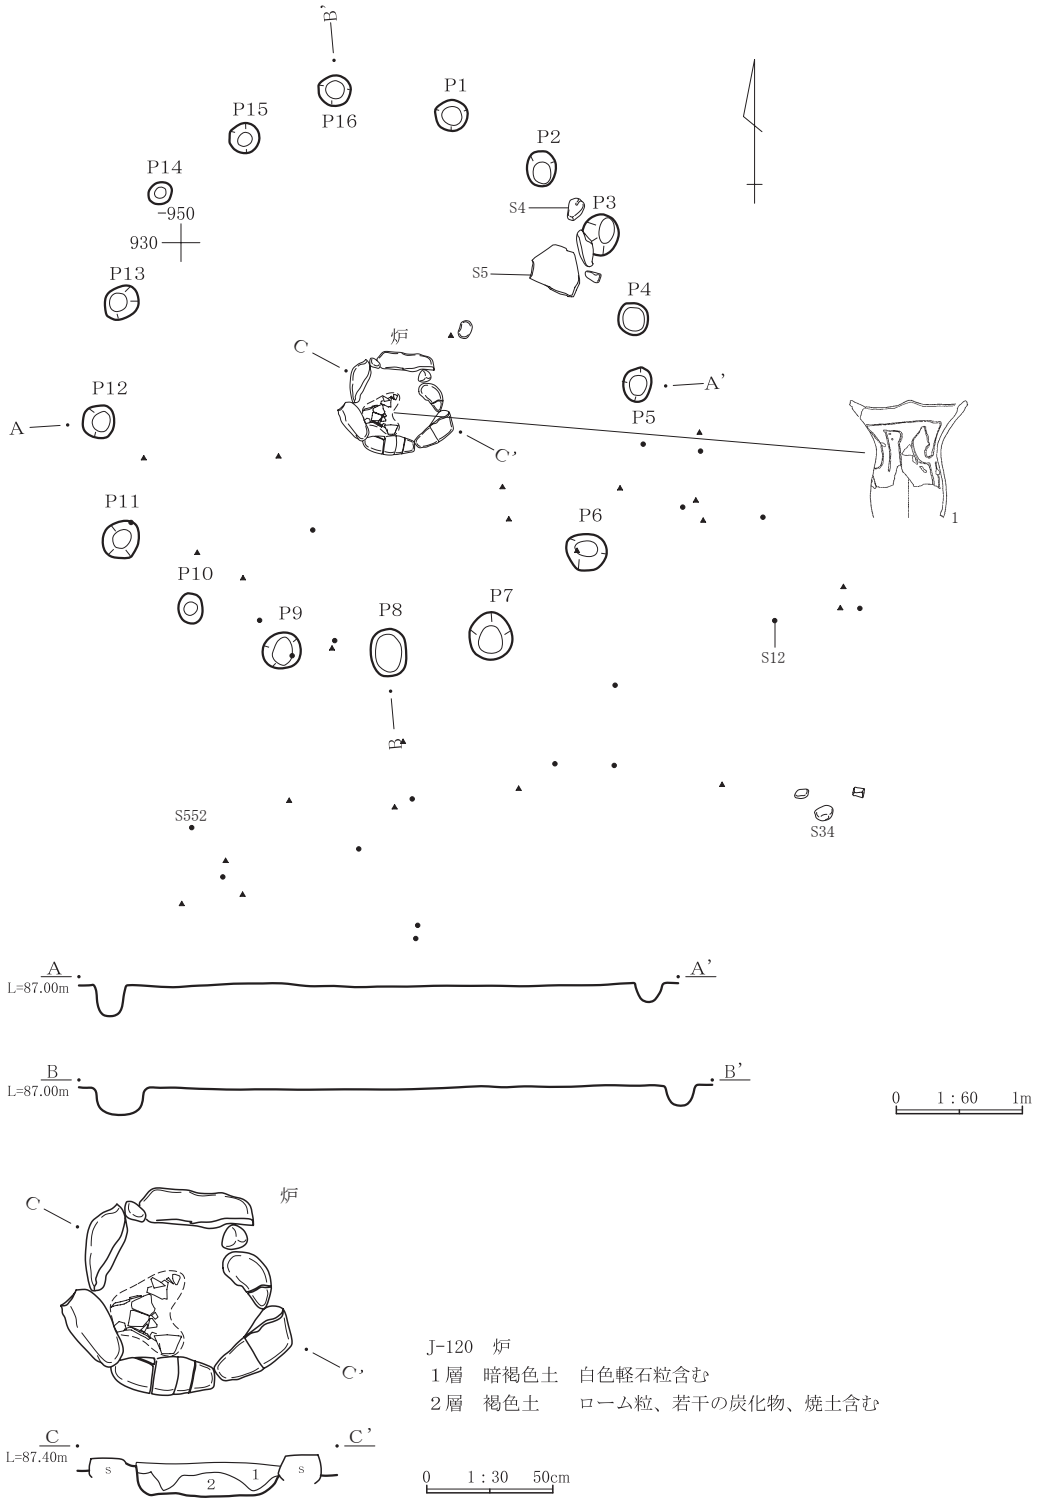 B'
P1
P15
P16
P2
P14
-950
S4
P3
930
S5
P13
P4
炉
C
A'
P12
P5
A
C'
P11
P6
1
P10
P7
P9
P8
S12
B
S552
S34
A
A'
L=87.00m
B
B'
L=87.00m
0 1：60 1m
C
炉
J-120 炉
1層 暗褐色土 白色軽石粒含む
C'
2層 褐色土 ローム粒、若干の炭化物、焼土含む
C
C'
L=87.40m
S
1
S
2
0 1：30 50cm